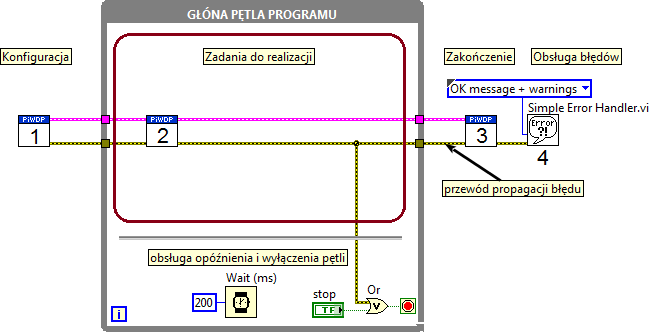 GŁÓNA PĘTLA PROGRAMU
Konfiguracja
Zadania do realizacji
Zakończenie
Obsługa błędów
OK message + warnings
Simple Error Handler.vi
PiWDP
1
PiWDP
2
PiWDP
3
Error
?!
4
przewód propagacji błędu
obsługa opóźnienia i wyłączenia pętli
Wait (ms)
200
stop
TF
Or
V
i